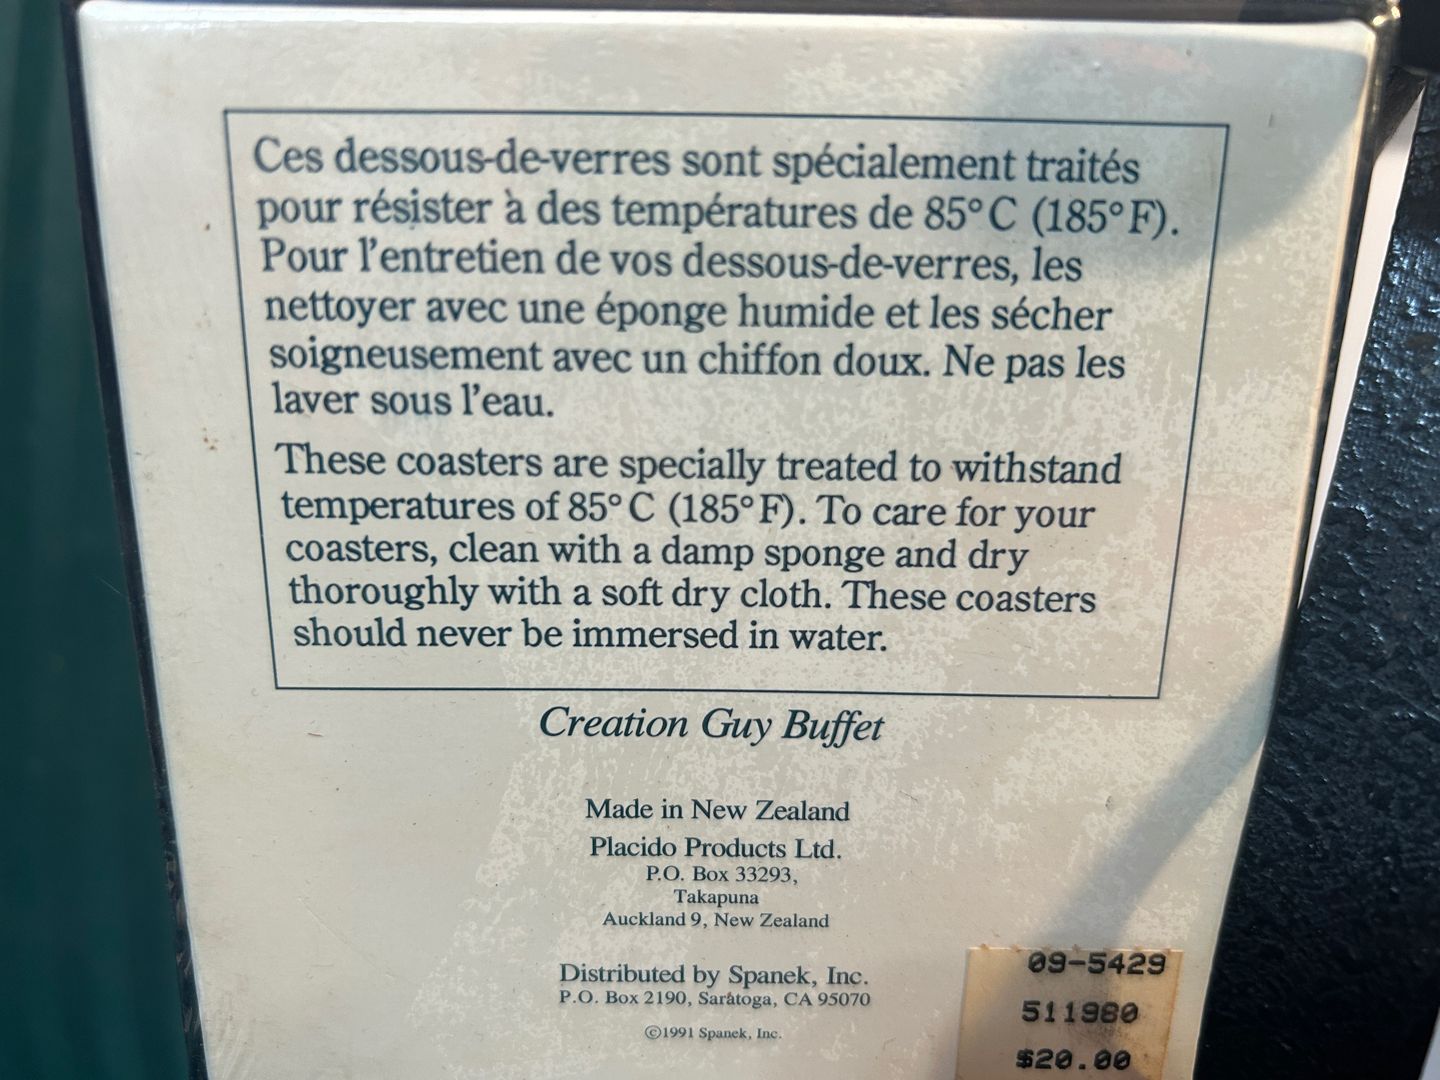 Ces dessous-de-verres sont spécialement traités
pour résister à des températures de 85°C (185°F).
Pour l'entretien de vos dessous-de-verres, les
nettoyer avec une éponge humide et les sécher
soigneusement avec un chiffon doux. Ne pas les
laver sous l'eau.
These coasters are specially treated to withstand
temperatures of 85°C (185°F). To care for your
coasters, clean with a damp sponge and dry
thoroughly with a soft dry cloth. These coasters
should never be immersed in water.
Creation Guy Buffet
Made in New Zealand
Placido Products Ltd.
P.O. Box 33293,
Takapuna
Auckland 9, New Zealand
Distributed by Spanek, Inc.
P.O. Box 2190, Saratoga, CA 95070
©1991 Spanek, Inc.
09-5429
511980
$20.00